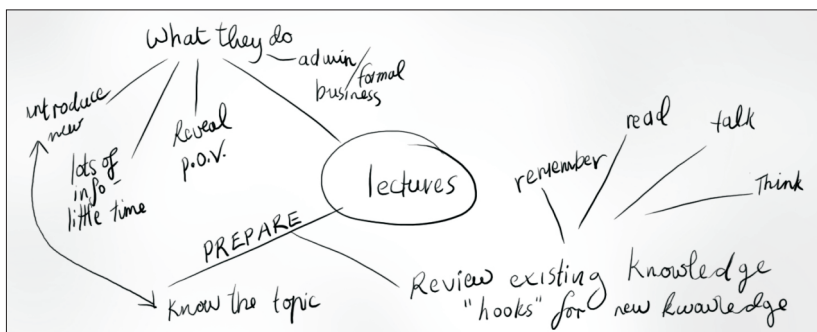 What they do
admin/formal
business
introduce
new
lots of
info -
little time
Reveal
p.o.v.
lectures
PREPARE
Know the topic
Review existing knowledge
"hooks" for new knowledge
remember
read
talk
Think